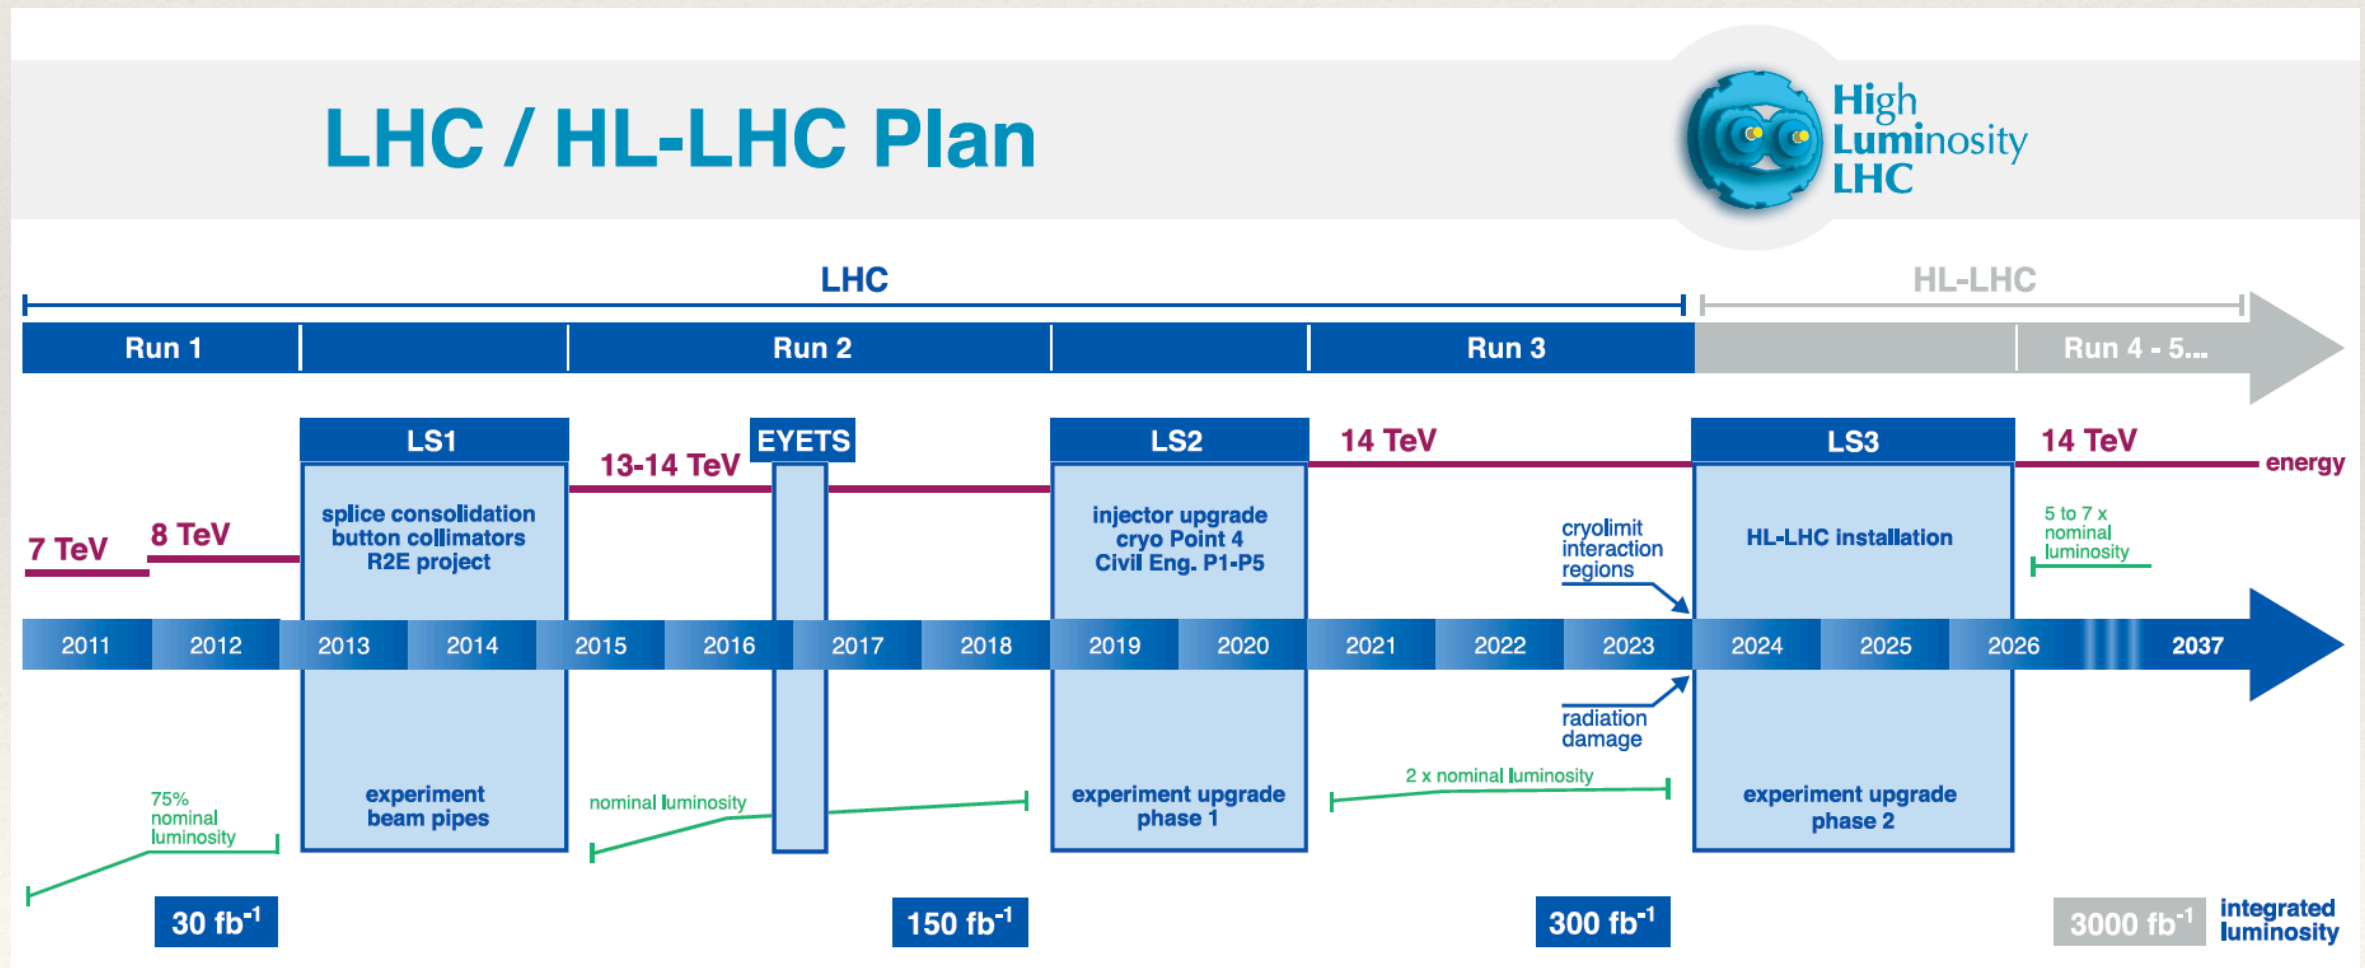 LHC / HL-LHC Plan
High
Luminosity
LHC
LHC
HL-LHC
Run 1
Run 2
Run 3
Run 4 - 5...
LS1
EYETS
LS2
14 TeV
LS3
14 TeV
energy
13-14 TeV
7 TeV
8 TeV
splice consolidation
button collimators
R2E project
injector upgrade
cryo Point 4
Civil Eng. P1-P5
cryolimit
interaction
regions
HL-LHC installation
5 to 7 x
nominal
luminosity
2011 2012 2013 2014 2015 2016 2017 2018 2019 2020 2021 2022 2023 2024 2025 2026 2037
radiation
damage
75%
nominal
luminosity
experiment
beam pipes
nominal luminosity
experiment upgrade
phase 1
2 x nominal luminosity
experiment upgrade
phase 2
30 fb-1
150 fb-1
300 fb-1
3000 fb-1
integrated
luminosity